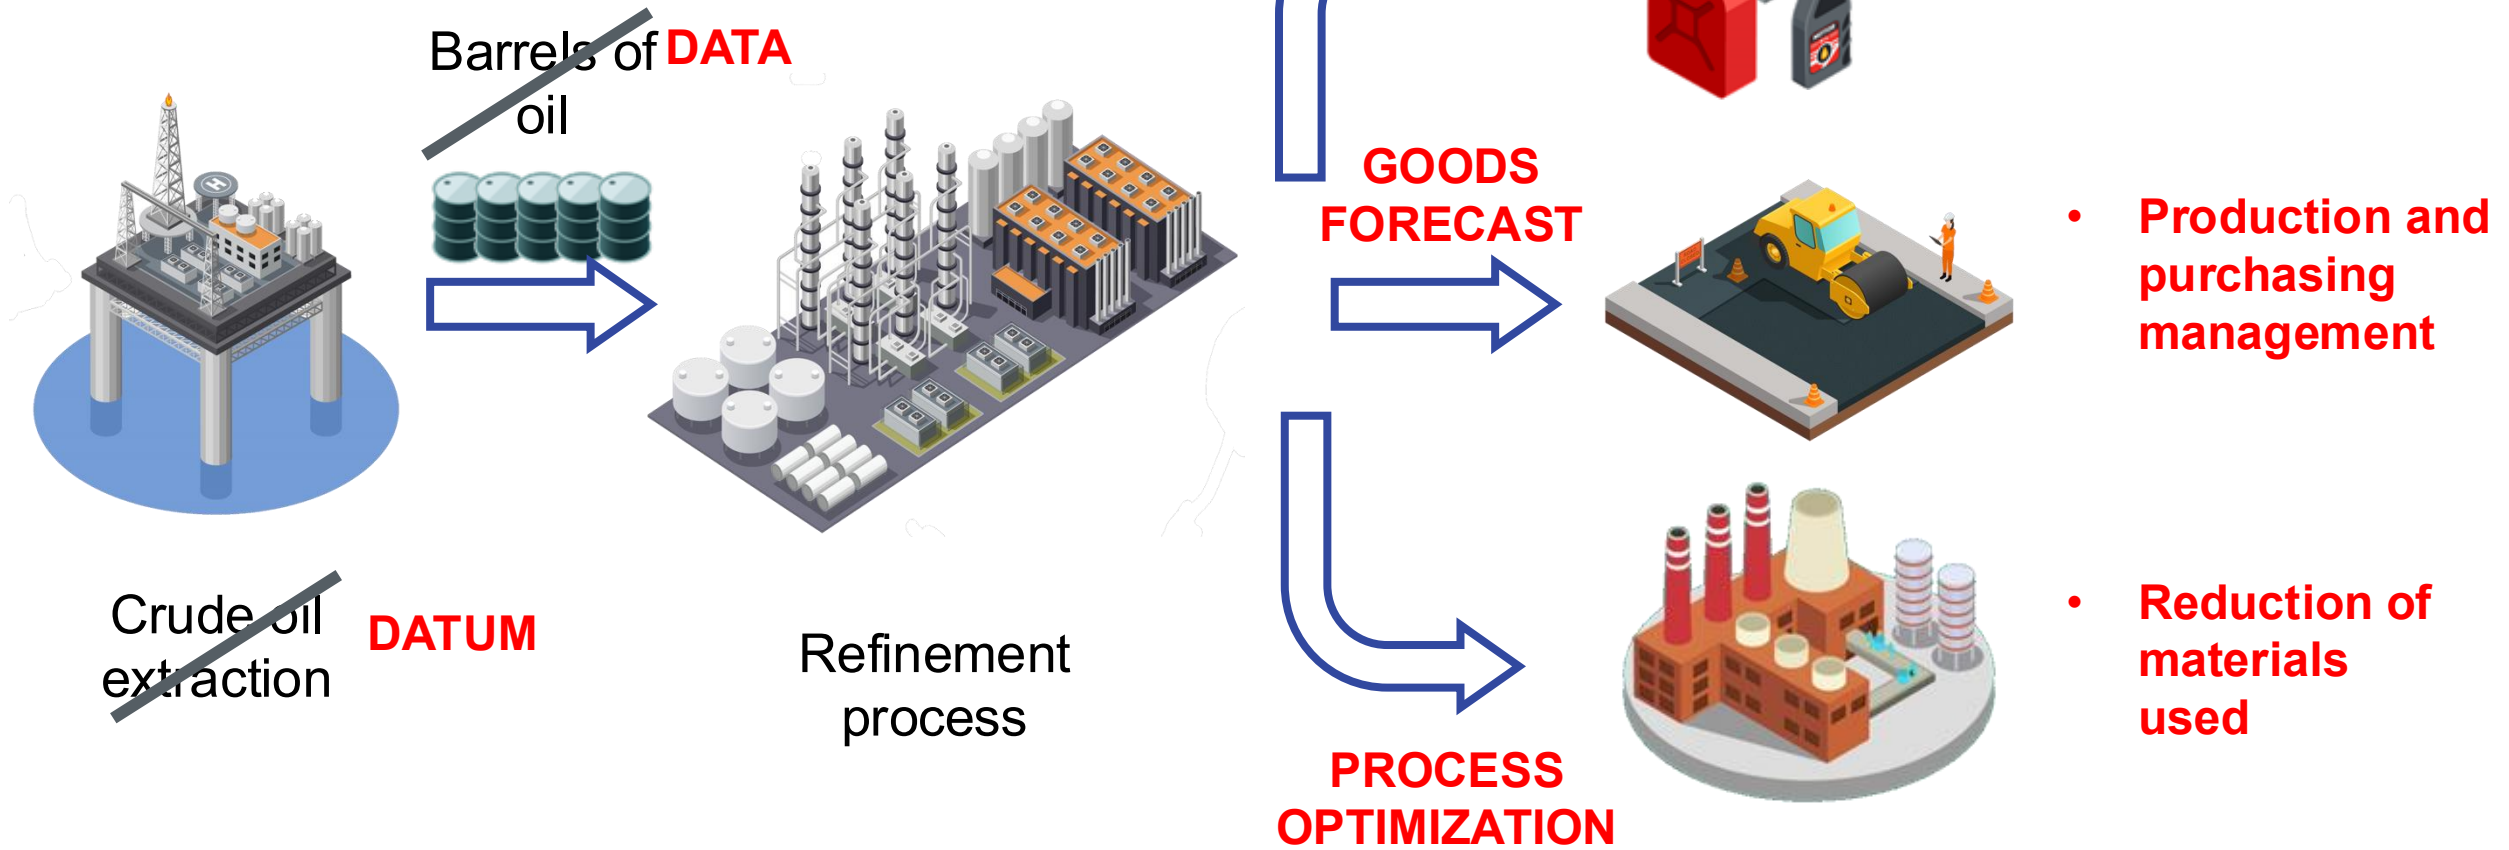 Barrels of DATA
oil
GOODS
FORECAST
• Production and
purchasing
management
Crude oil
extraction
DATUM
Refinement
process
• Reduction of
materials
used
PROCESS
OPTIMIZATION